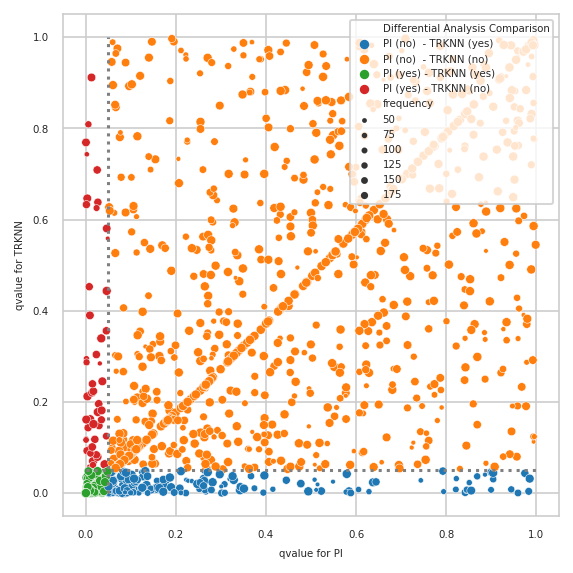 Differential Analysis Comparison
PI (no)  - TRKNN (yes)
PI (no)  - TRKNN (no)
PI (yes) - TRKNN (yes)
PI (yes) - TRKNN (no)
frequency
50
75
100
125
150
175
1.0
0.8
0.6
0.4
0.2
0.0
qvalue for TRKNN
0.0 0.2 0.4 0.6 0.8 1.0
qvalue for PI